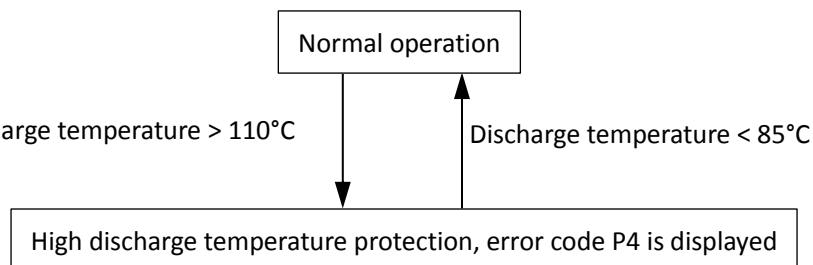 Normal operation
arge temperature > 110°C
Discharge temperature < 85°C
High discharge temperature protection, error code P4 is displayed